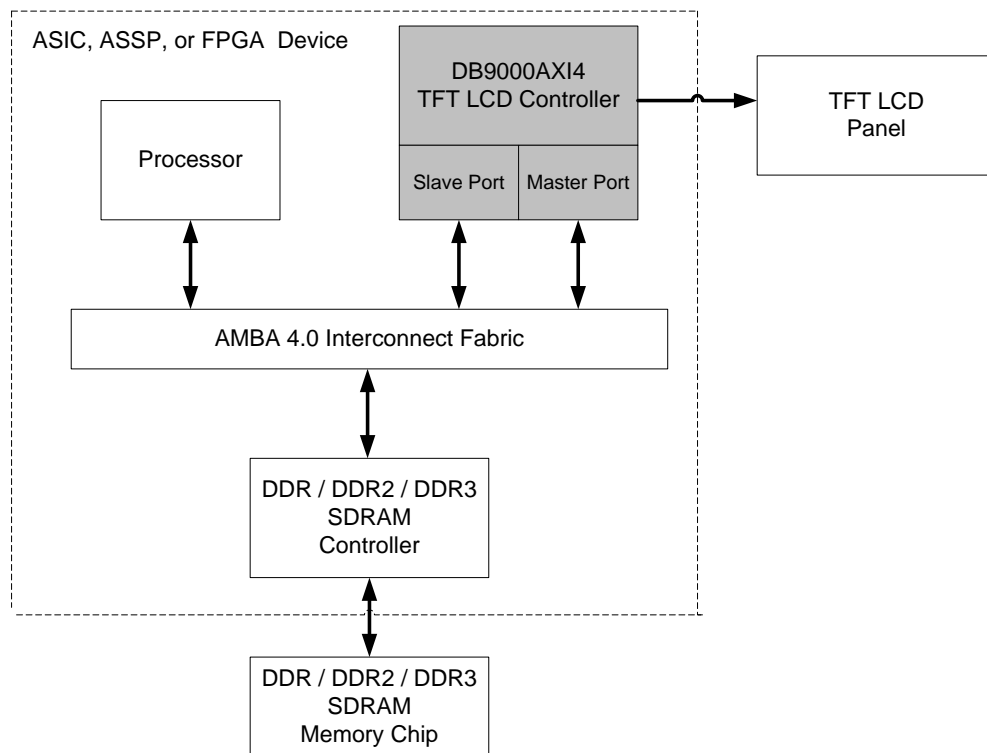 ASIC, ASSP, or FPGA Device
DB9000AXI4
TFT LCD Controller
Slave Port
Master Port
TFT LCD
Panel
Processor
AMBA 4.0 Interconnect Fabric
DDR / DDR2 / DDR3
SDRAM
Controller
DDR / DDR2 / DDR3
SDRAM
Memory Chip